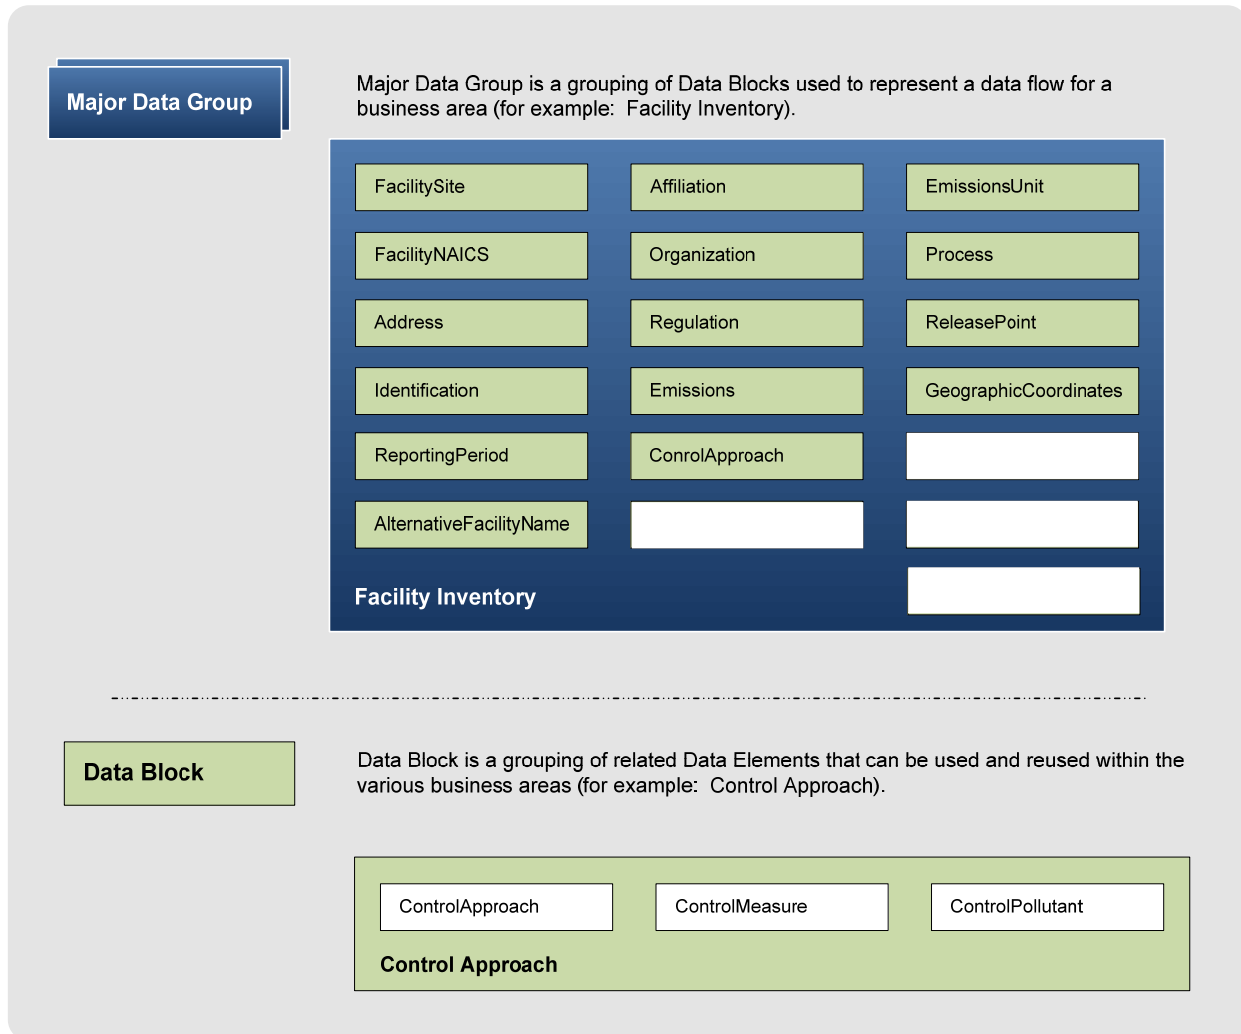 Major Data Group
Major Data Group is a grouping of Data Blocks used to represent a data flow for a
business area (for example:  Facility Inventory).
FacilitySite
Affiliation
EmissionsUnit
FacilityNAICS
Organization
Process
Address
Regulation
ReleasePoint
Identification
Emissions
GeographicCoordinates
ReportingPeriod
ConrolApproach
AlternativeFacilityName
Facility Inventory
Data Block
Data Block is a grouping of related Data Elements that can be used and reused within the
various business areas (for example:  Control Approach).
ControlApproach
ControlMeasure
ControlPollutant
Control Approach